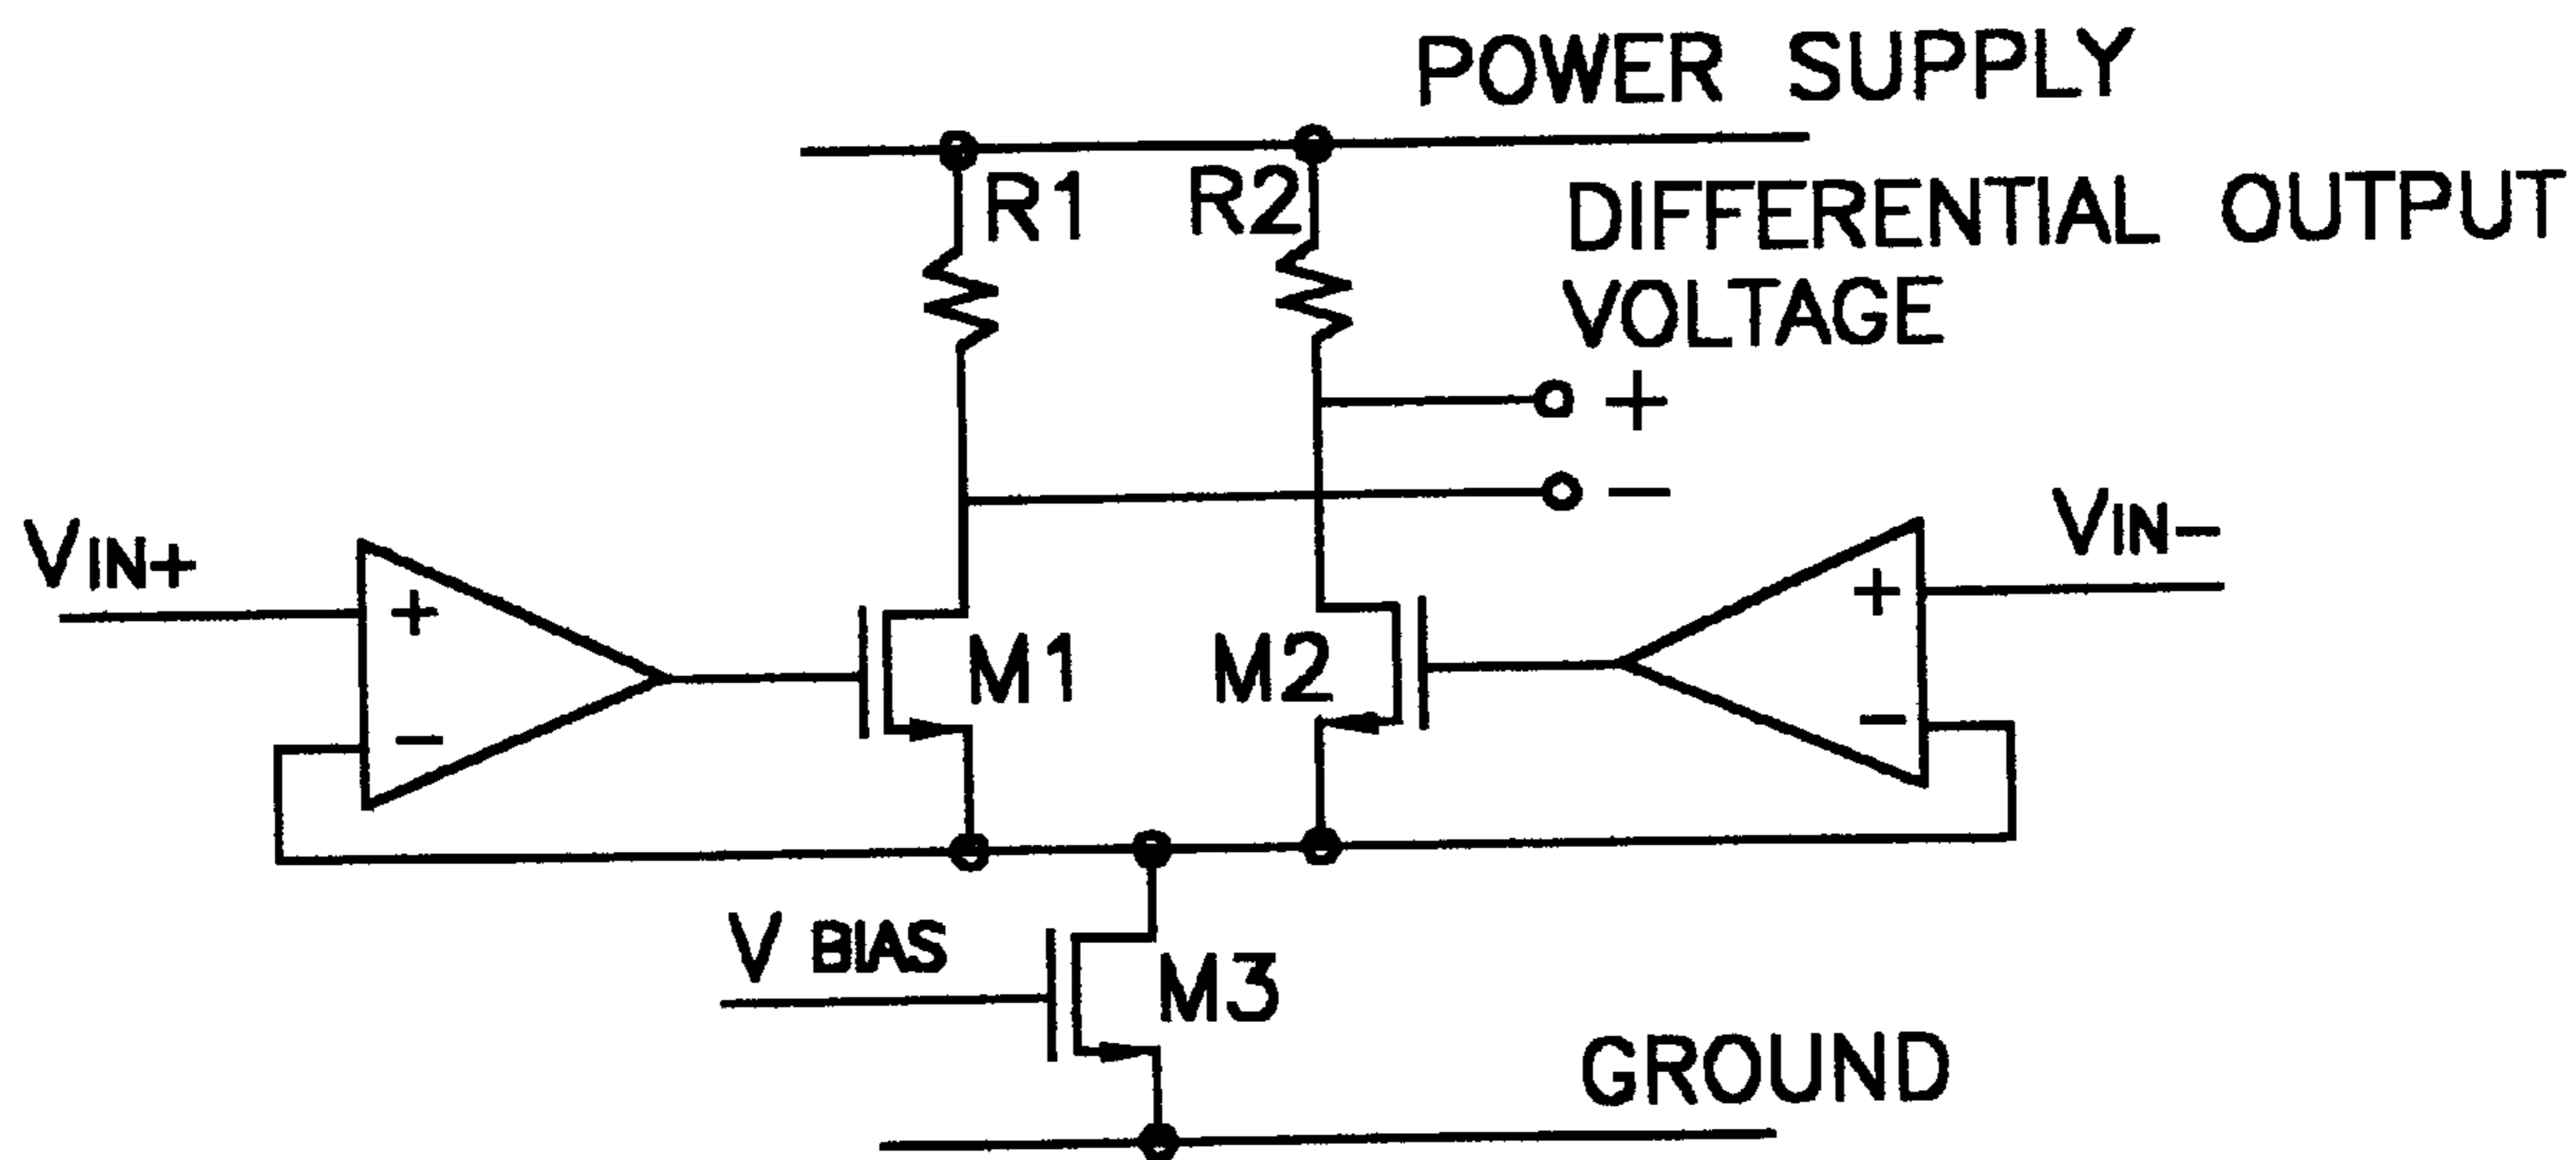 POWER SUPPLY
R1
R2
DIFFERENTIAL OUTPUT
VOLTAGE
+
−
VIN+
VIN−
+
−
M1
M2
+
−
V BIAS
M3
GROUND